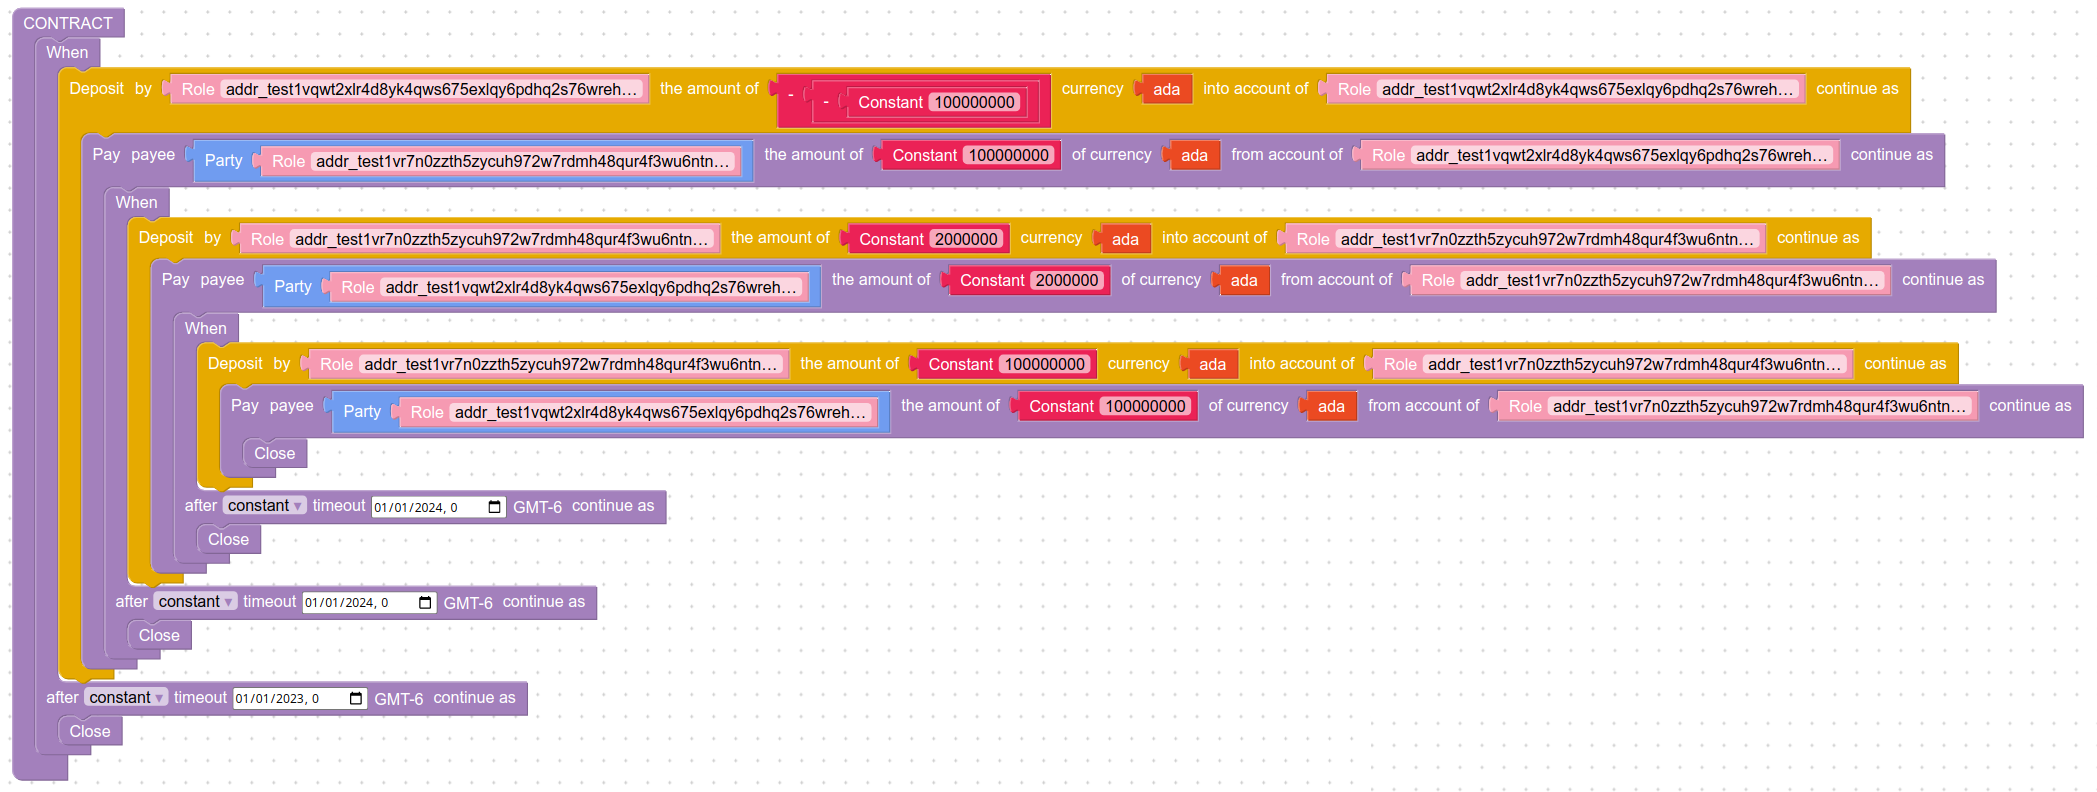 CONTRACT
When
Deposit by Role addr_test1vqwt2xlr4d8yk4qws675exlqy6pdhq2s76wreh... the amount of - - Constant 100000000 currency ada into account of Role addr_test1vqwt2xlr4d8yk4qws675exlqy6pdhq2s76wreh... continue as
Pay payee Party Role addr_test1vr7n0zzth5zycuh972w7rdmh48qur4f3wu6ntn... the amount of Constant 100000000 of currency ada from account of Role addr_test1vqwt2xlr4d8yk4qws675exlqy6pdhq2s76wreh... continue as
When
Deposit by Role addr_test1vr7n0zzth5zycuh972w7rdmh48qur4f3wu6ntn... the amount of Constant 2000000 currency ada into account of Role addr_test1vr7n0zzth5zycuh972w7rdmh48qur4f3wu6ntn... continue as
Pay payee Party Role addr_test1vqwt2xlr4d8yk4qws675exlqy6pdhq2s76wreh... the amount of Constant 2000000 of currency ada from account of Role addr_test1vr7n0zzth5zycuh972w7rdmh48qur4f3wu6ntn... continue as
When
Deposit by Role addr_test1vr7n0zzth5zycuh972w7rdmh48qur4f3wu6ntn... the amount of Constant 100000000 currency ada into account of Role addr_test1vr7n0zzth5zycuh972w7rdmh48qur4f3wu6ntn... continue as
Pay payee Party Role addr_test1vqwt2xlr4d8yk4qws675exlqy6pdhq2s76wreh... the amount of Constant 100000000 of currency ada from account of Role addr_test1vr7n0zzth5zycuh972w7rdmh48qur4f3wu6ntn... continue as
Close
after constant timeout 01/01/2024, 0 GMT-6 continue as
Close
after constant timeout 01/01/2024, 0 GMT-6 continue as
Close
after constant timeout 01/01/2023, 0 GMT-6 continue as
Close